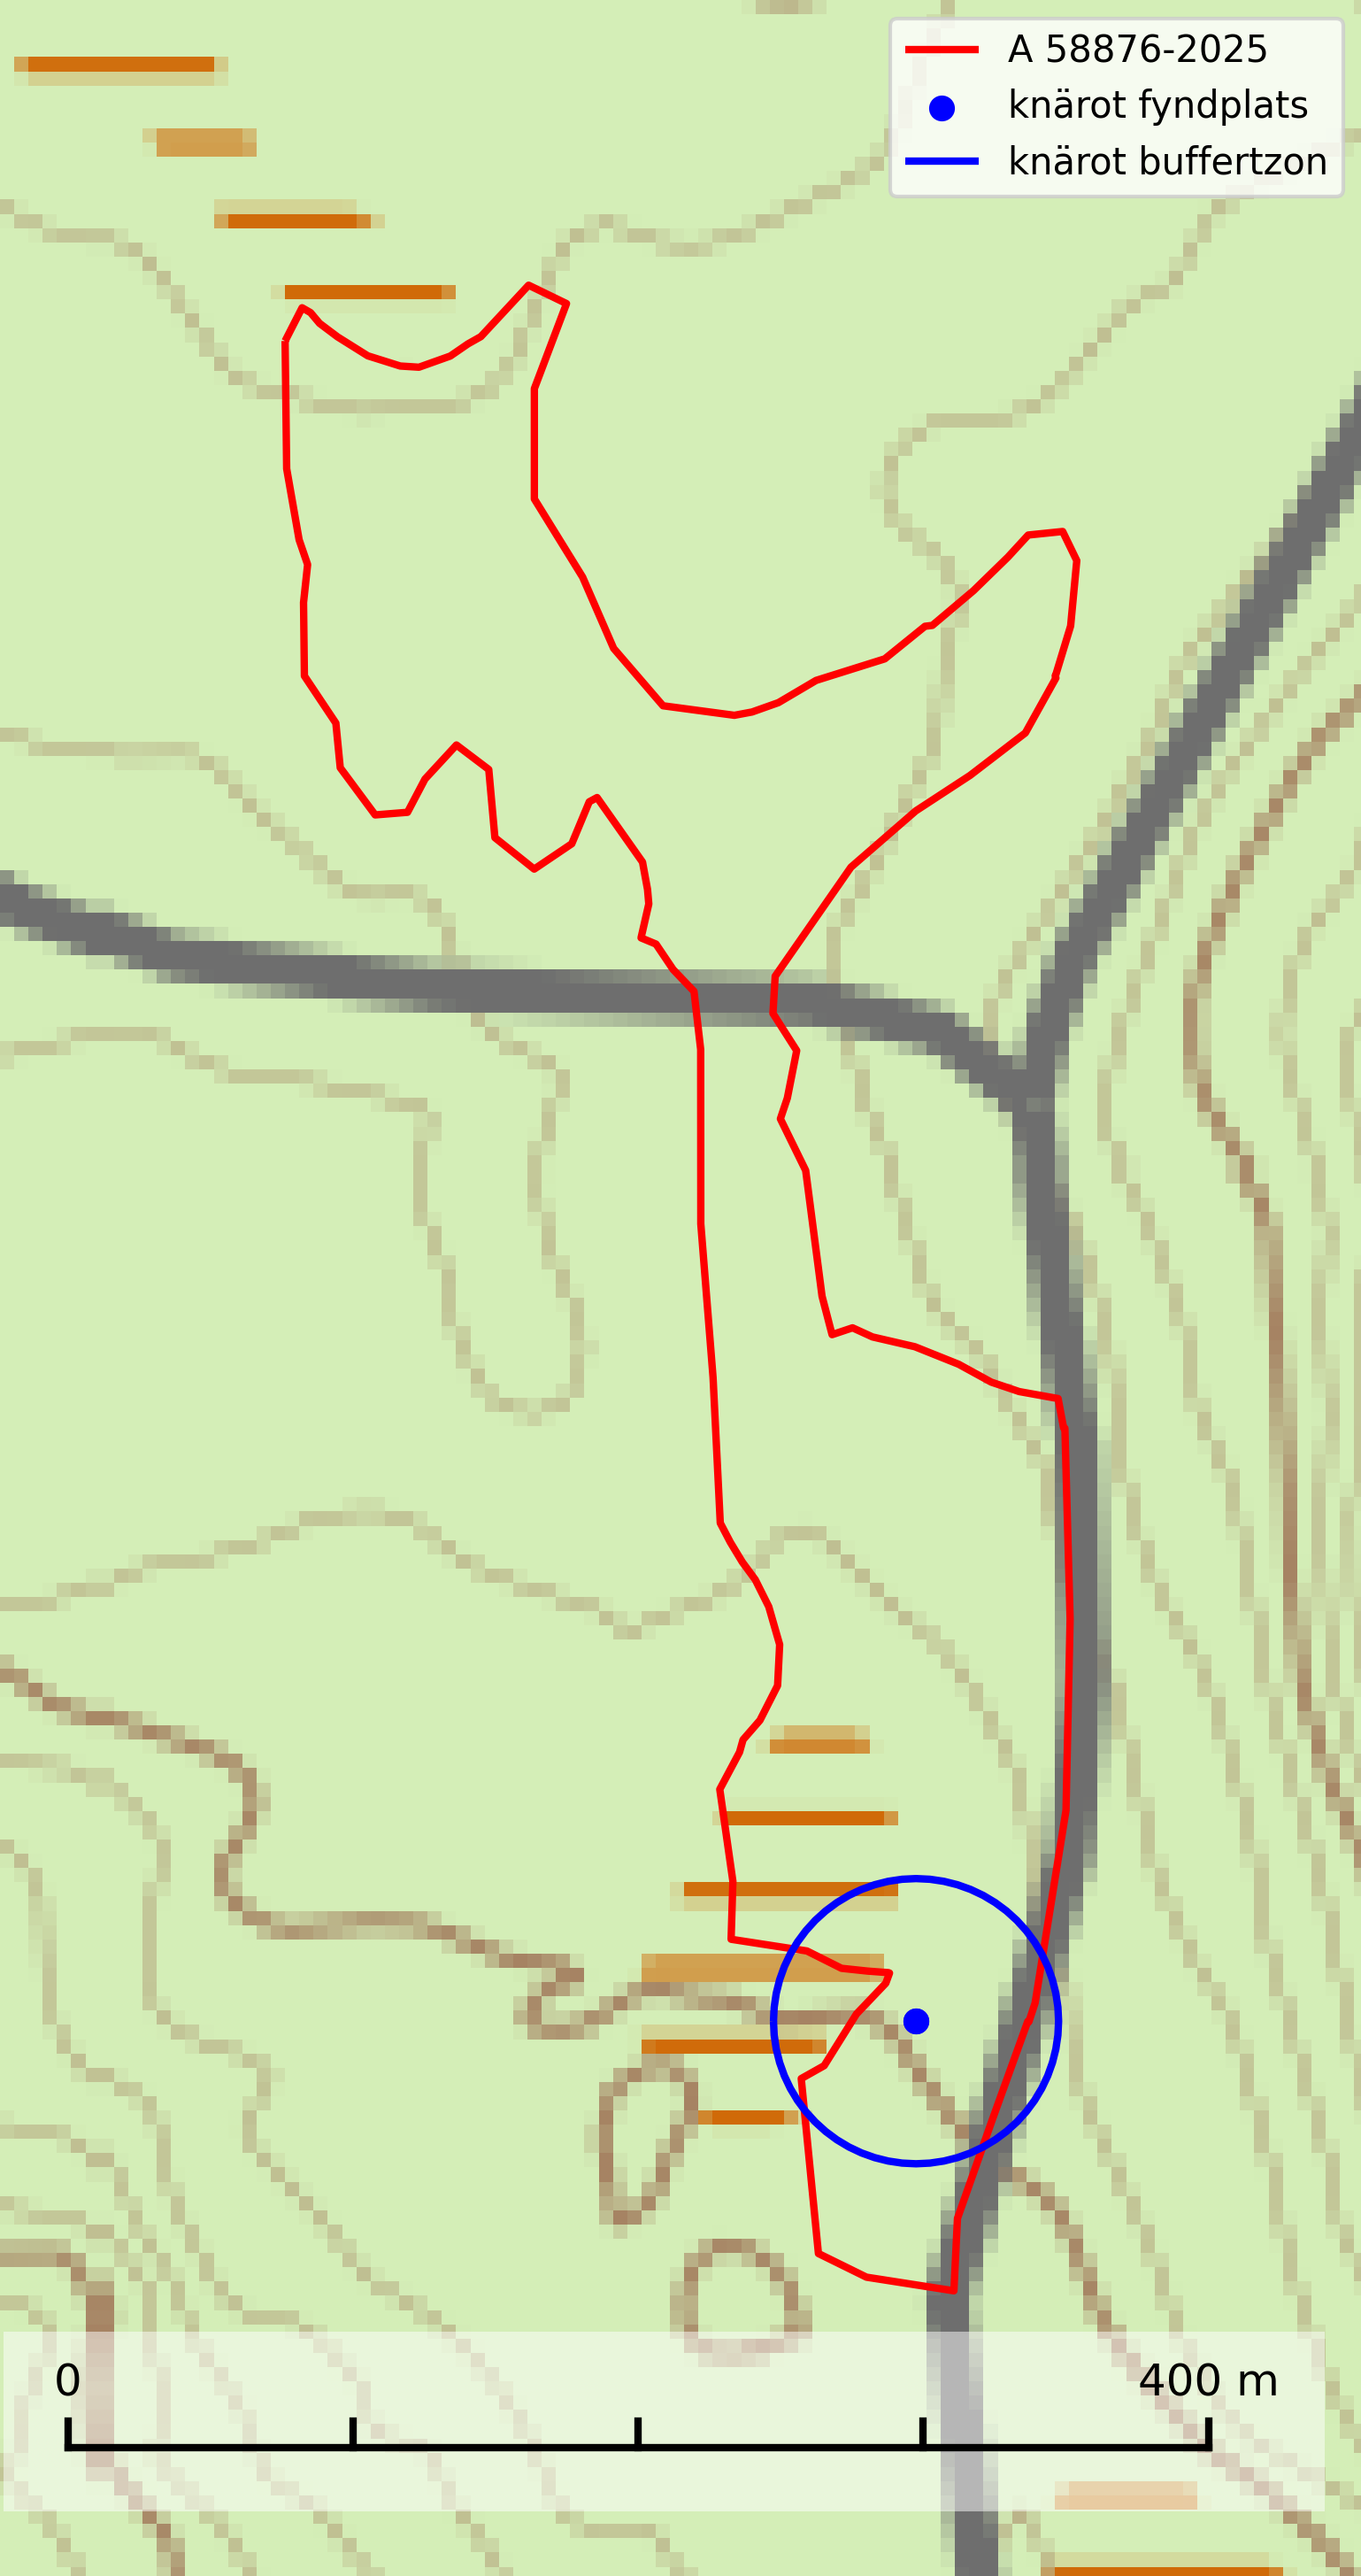 A 58876-2025
knärot fyndplats
knärot buffertzon
0 400 m